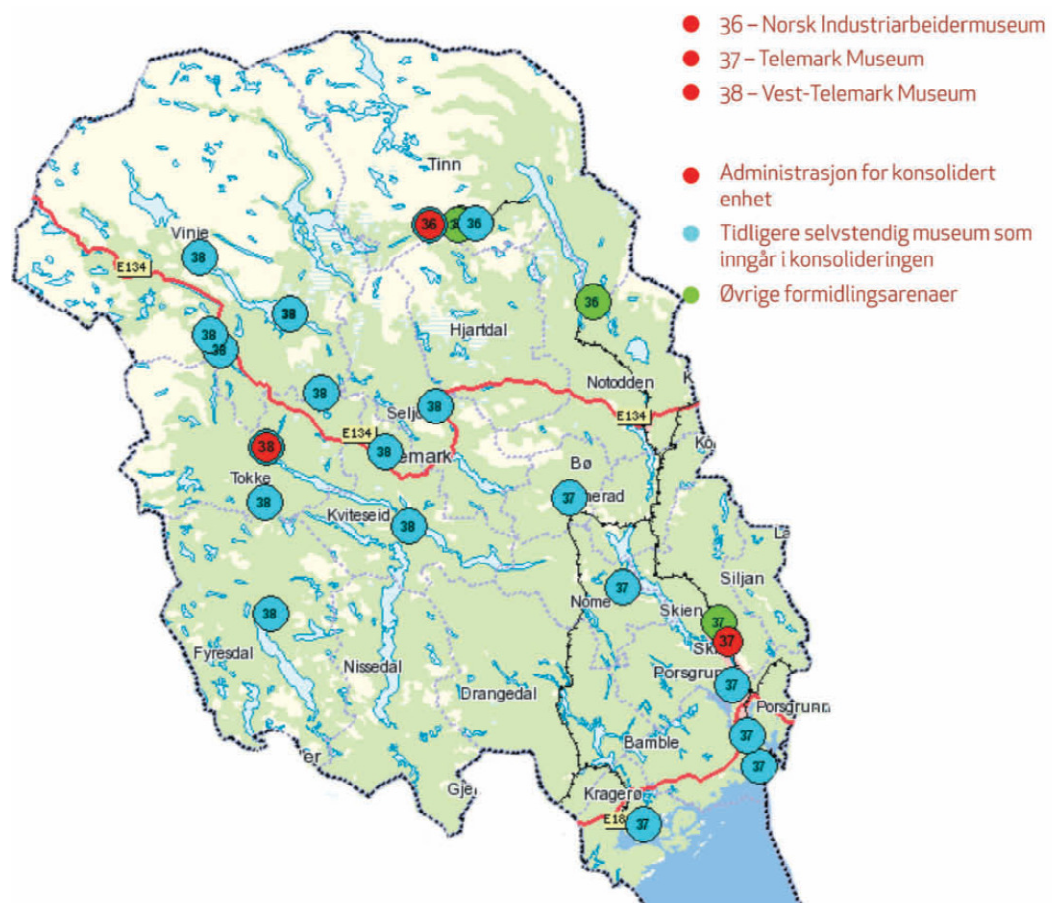 36 – Norsk Industriarbeidermuseum
37 – Telemark Museum
38 – Vest-Telemark Museum
Administrasjon for konsolidert
enhet
Tidligere selvstendig museum som
inngår i konsolideringen
Øvrige formidlingsarenaer
Tinn
36
36
Vinje
38
E134
38
36
38
38
Hjartdal
Notodden
38
38
E134
E134
38
38
Bø
Tokke
38
37
Kviteseid
38
Siljan
37
Nome
38
Skien
37
37
Fyresdal
Nissedal
Porsgrunn
37
Drangedal
Porsgrunn
37
Bamble
37
Kragerø
E18
37